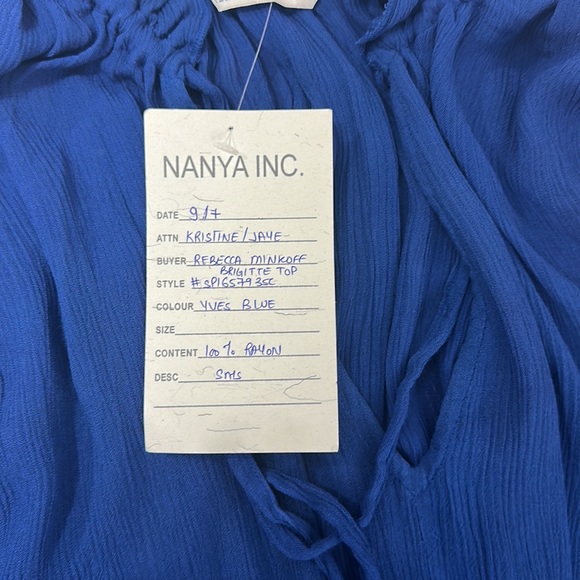 NANYA INC.
DATE 9/7
ATTN KRISTINE/JAYE
BUYER REBECCA MINKOFF
BRIGITTE TOP
STYLE #SP1657935C
COLOUR YVES BLUE
SIZE
CONTENT 100% RAYON
DESC SMS